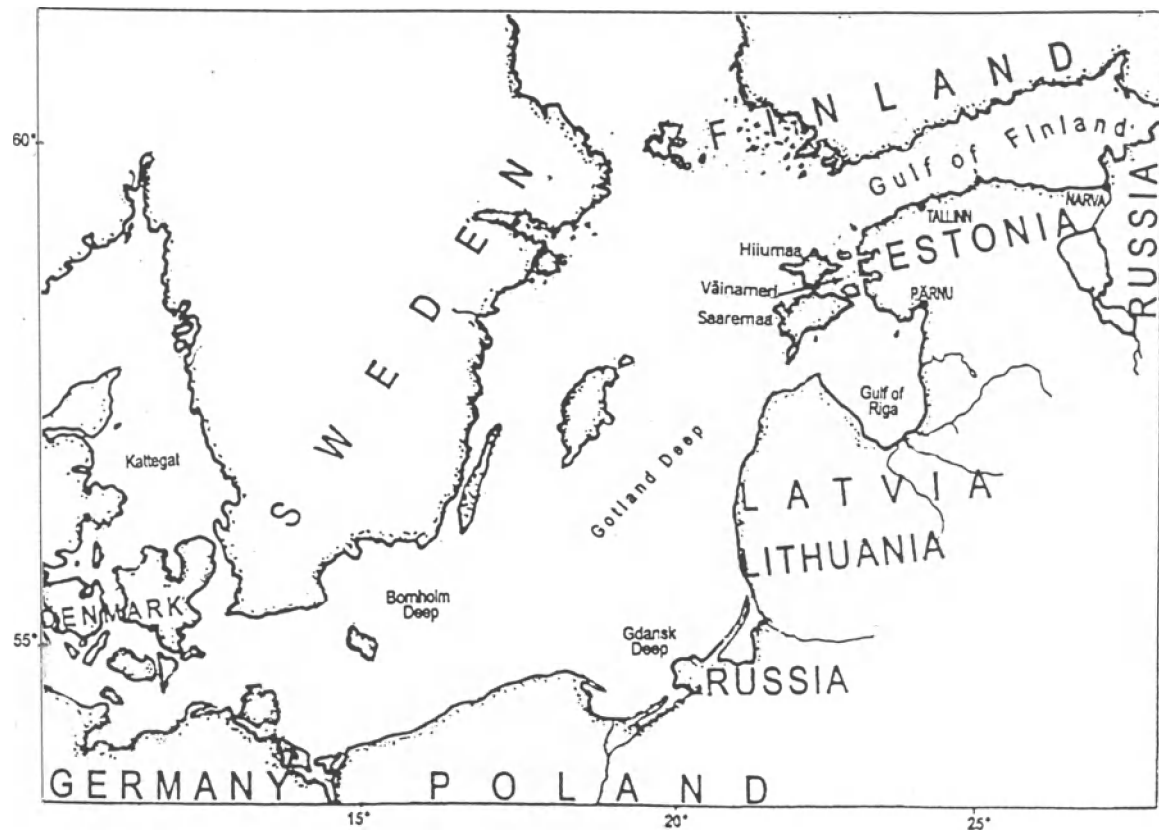 60°
55°
15°
20°
25°
FINLAND
Gulf of Finland
SWEDEN
RUSSIA
NARVA
TALLINN
ESTONIA
Hiiumaa
Väinameri
Saaremaa
PÄRNU
Gulf of
Riga
Kattegat
Gotland Deep
LATVIA
LITHUANIA
Bornholm
Deep
DENMARK
Gdansk
Deep
RUSSIA
GERMANY
POLAND